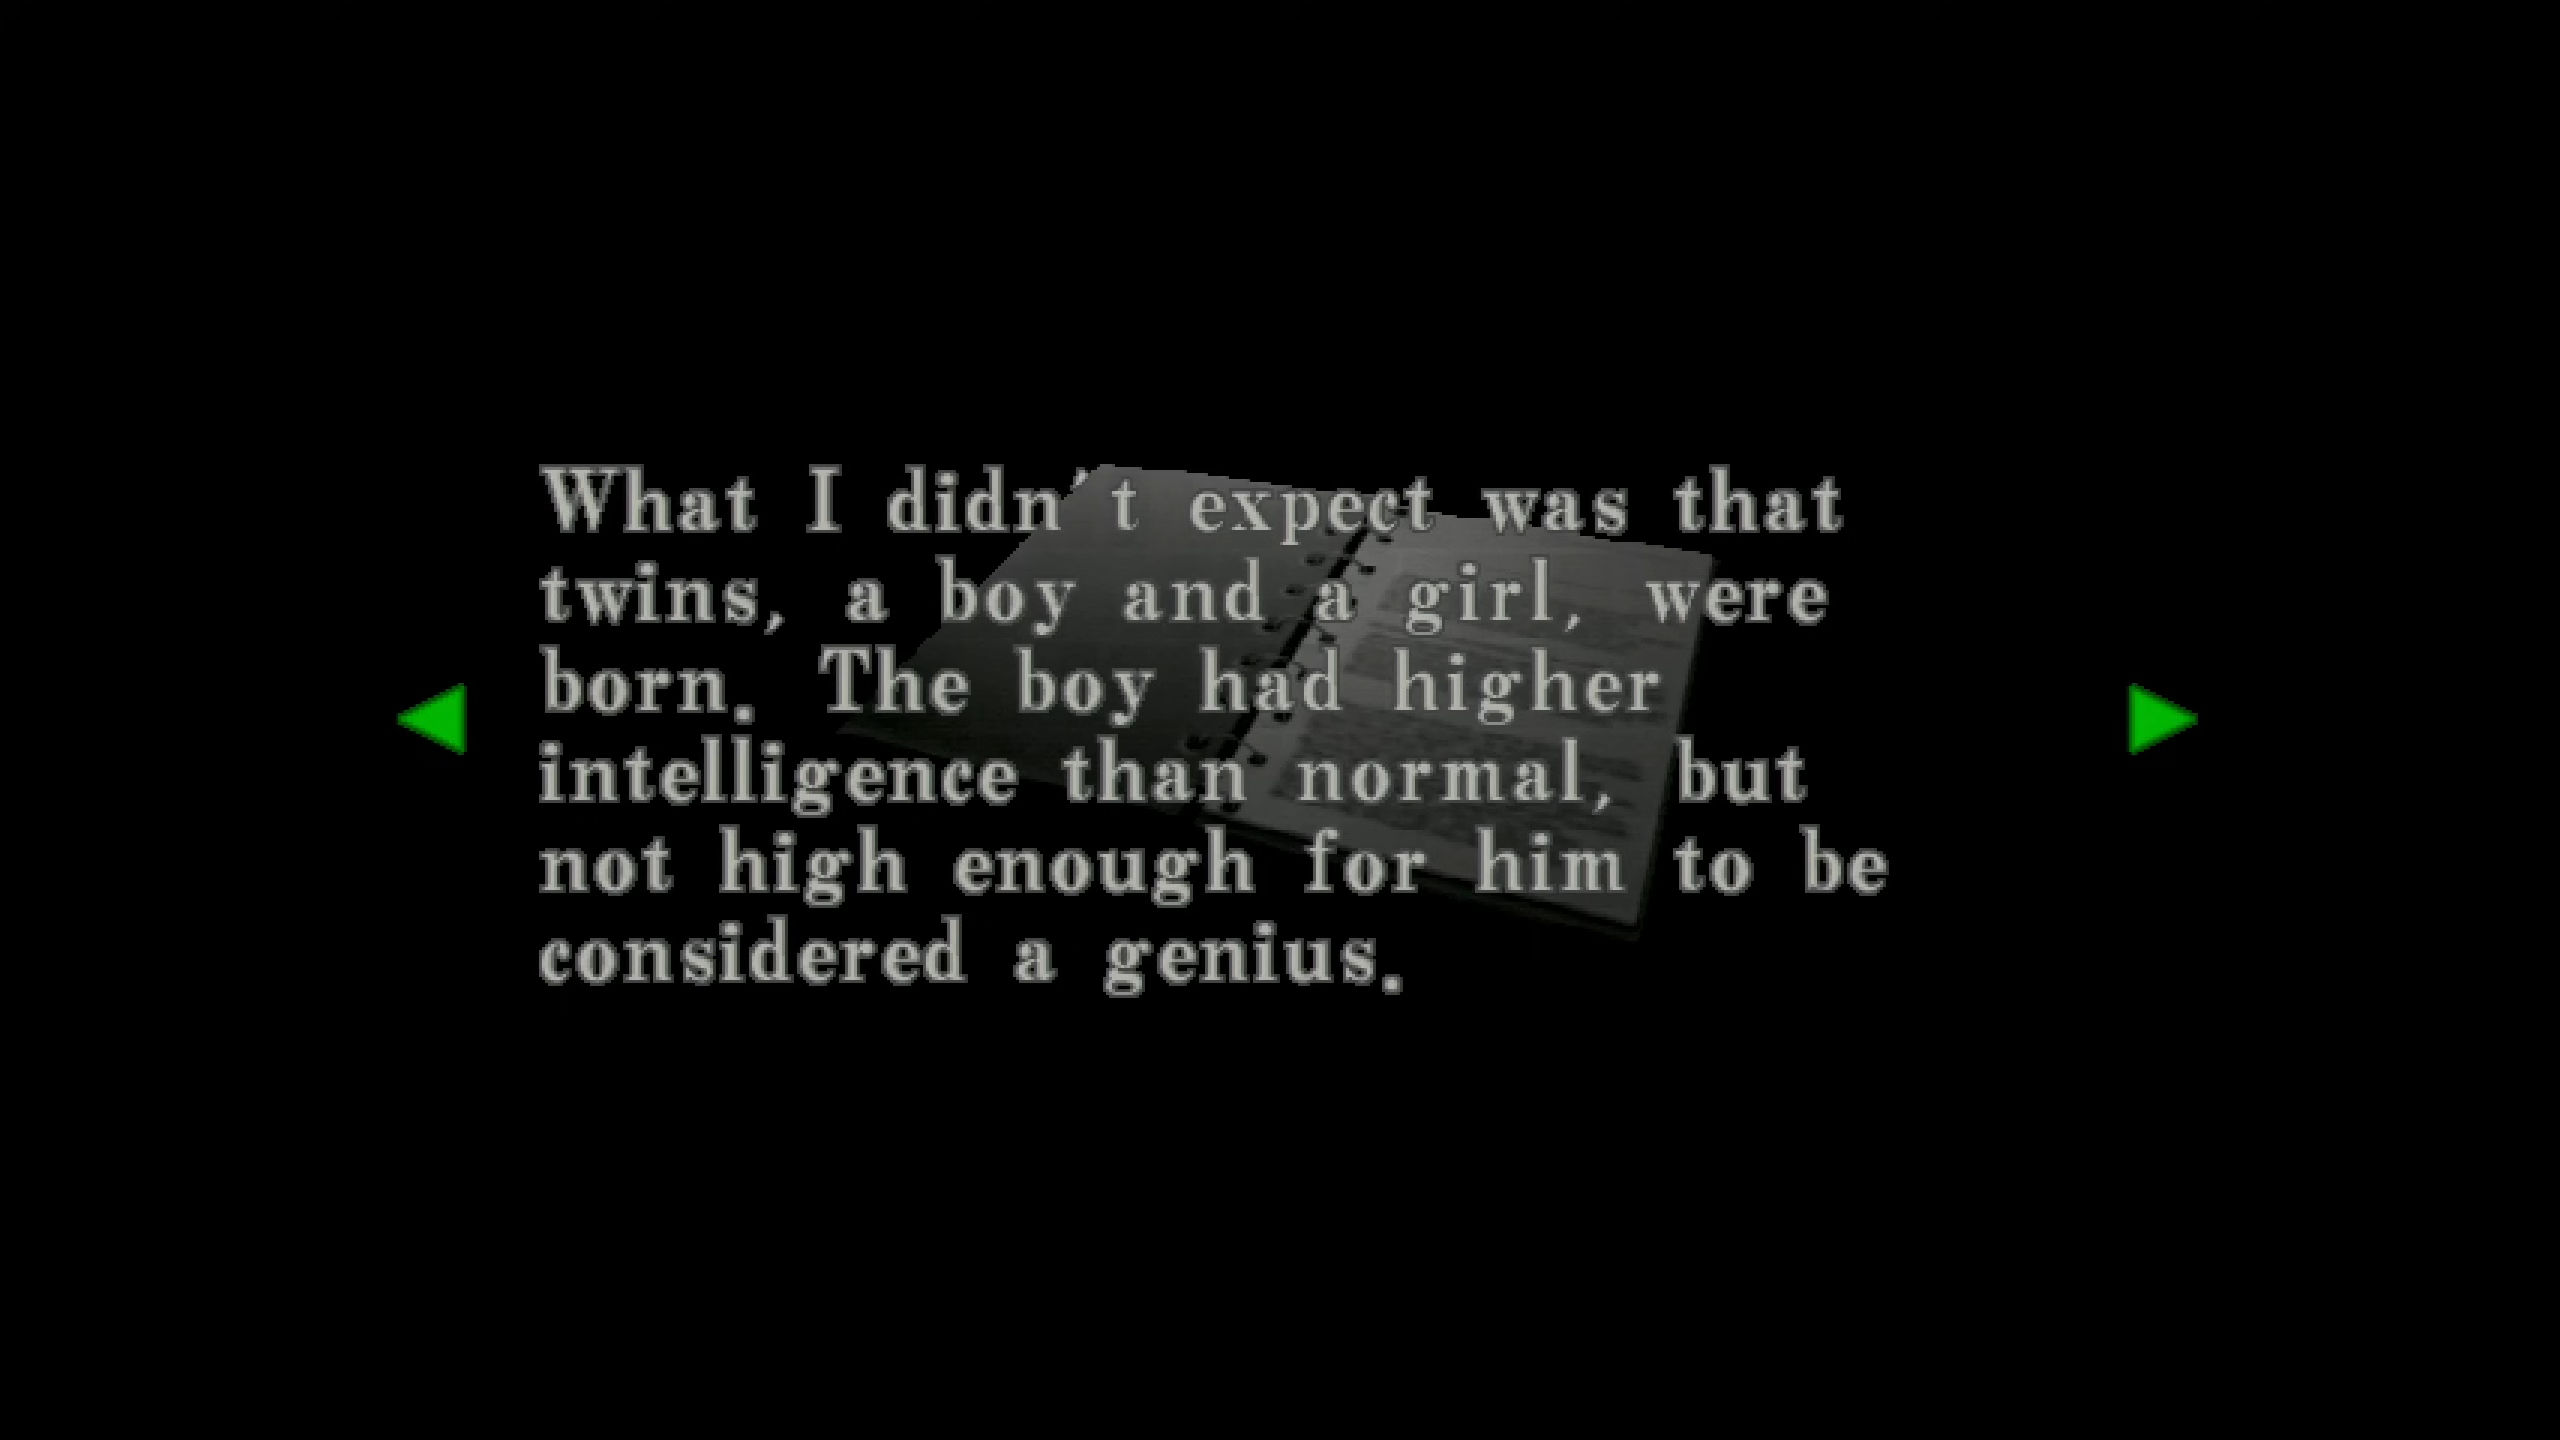 What I didn't expect was that
twins, a boy and a girl, were
born. The boy had higher
intelligence than normal, but
not high enough for him to be
considered a genius.